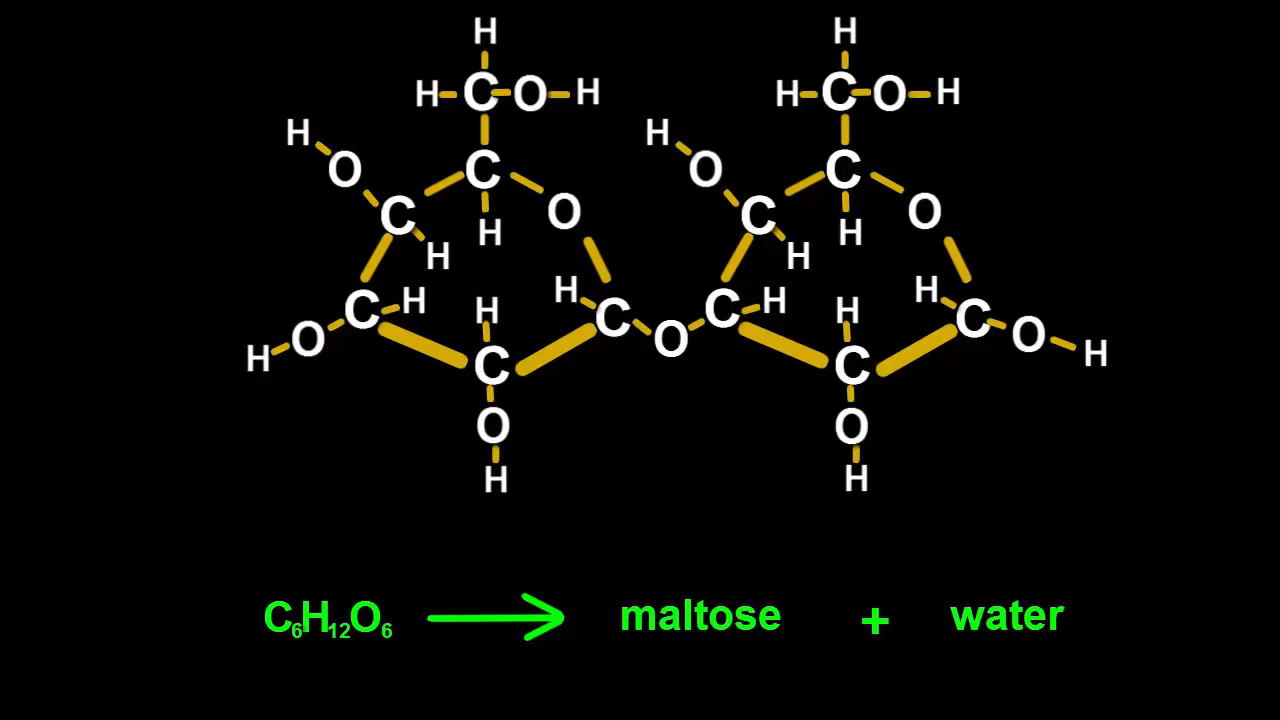 H H
H C O H H C O H
H H
O C O C
C O C O
H H
H H
H H H H H H
C C C C
O O O
H C C H
O O
H H
C₆H₁₂O₆ → maltose + water